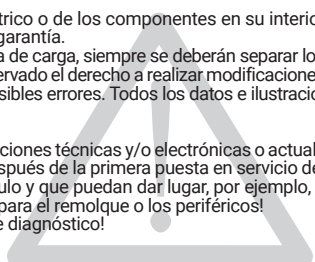 trico o de los componentes en su interio
garantía.
a de carga, siempre se deberán separar lo
ervado el derecho a realizar modificacione
sibles errores. Todos los datos e ilustracio
ciones técnicas y/o electrónicas o actual
spués de la primera puesta en servicio de
ulo y que puedan dar lugar, por ejemplo,
para el remolque o los periféricos!
e diagnóstico!